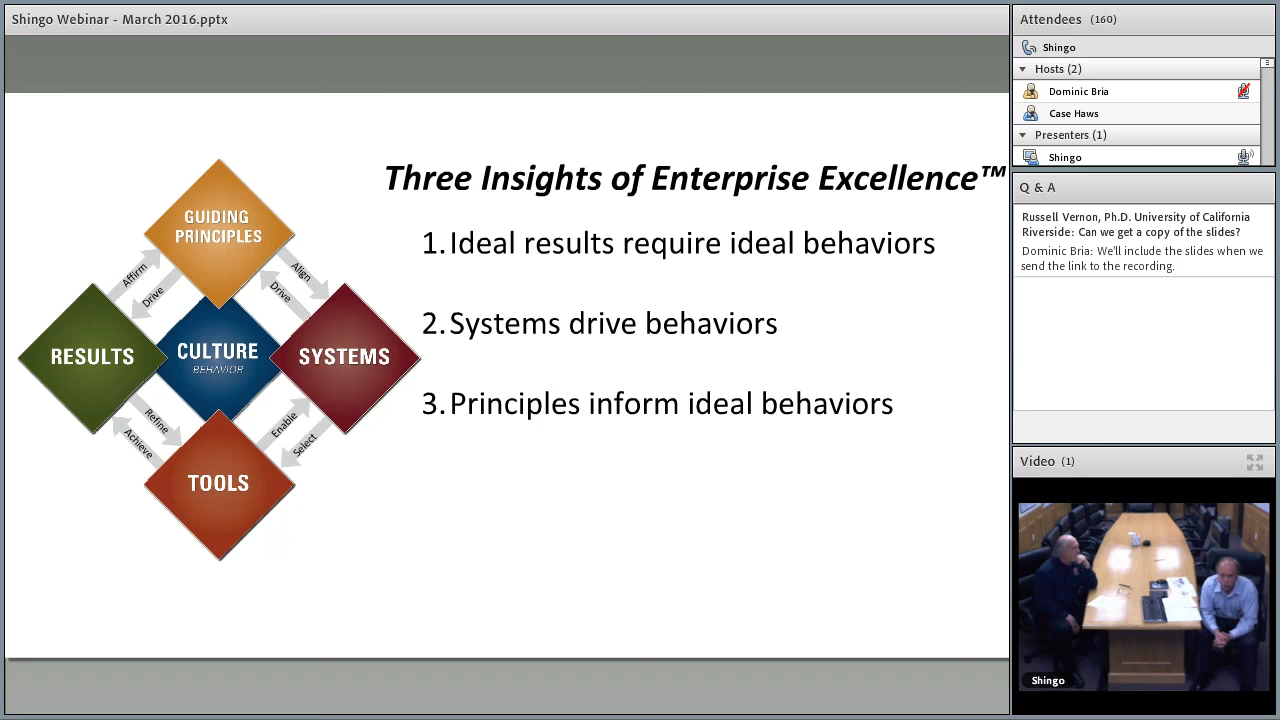 Shingo Webinar - March 2016.pptx
Three Insights of Enterprise Excellence™
1. Ideal results require ideal behaviors
2. Systems drive behaviors
3. Principles inform ideal behaviors
GUIDING
PRINCIPLES
Affirm
Drive
Align
Drive
RESULTS
CULTURE
BEHAVIOR
SYSTEMS
Refine
Achieve
Enable
Select
TOOLS
Attendees (160)
Shingo
Hosts (2)
Dominic Bria
Case Haws
Presenters (1)
Shingo
Q & A
Russell Vernon, Ph.D. University of California
Riverside: Can we get a copy of the slides?
Dominic Bria: We'll include the slides when we
send the link to the recording.
Video (1)
Shingo